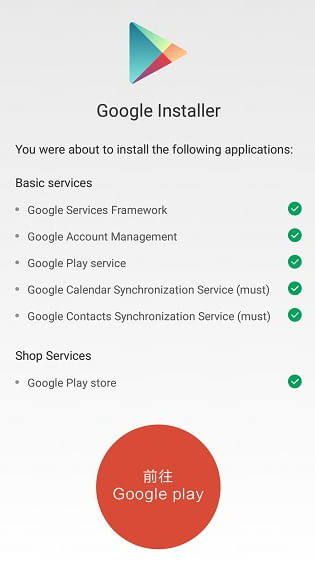 Google Installer
You were about to install the following applications:
Basic services
Google Services Framework
Google Account Management
Google Play service
Google Calendar Synchronization Service (must)
Google Contacts Synchronization Service (must)
Shop Services
Google Play store
前往
Google play